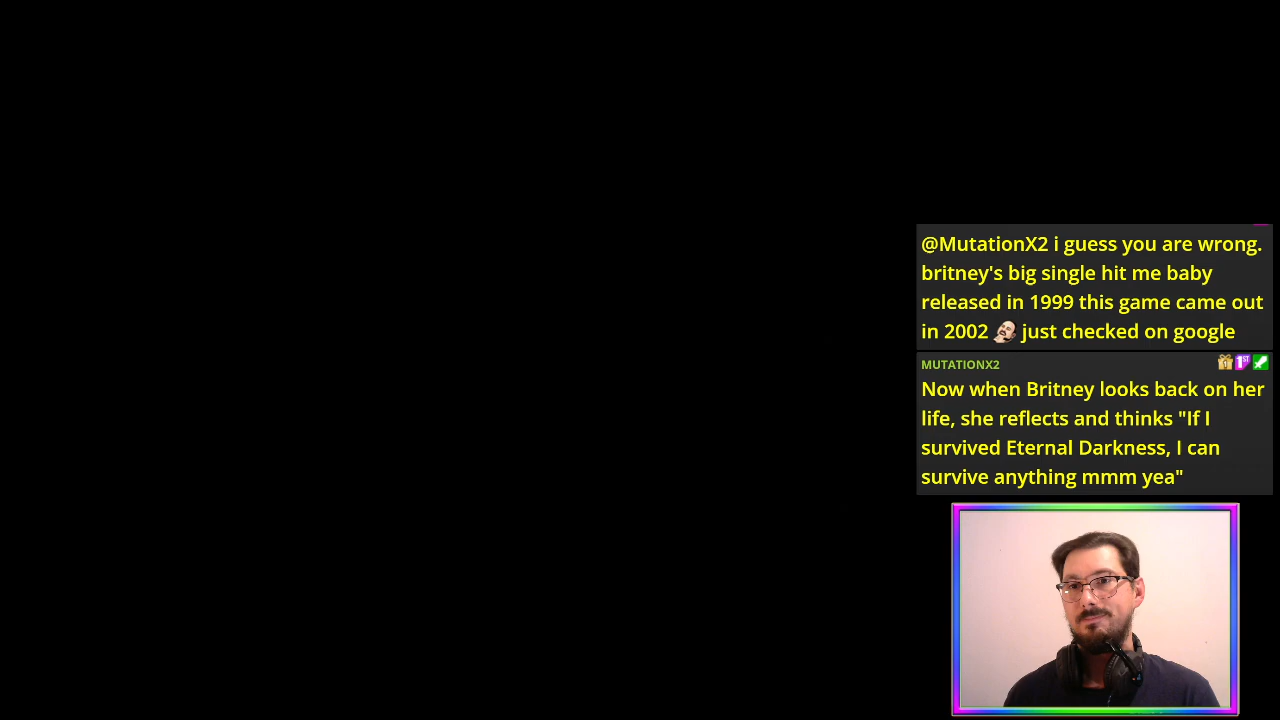 @MutationX2 i guess you are wrong.
britney's big single hit me baby
released in 1999 this game came out
in 2002 just checked on google
MUTATIONX2
Now when Britney looks back on her
life, she reflects and thinks "If I
survived Eternal Darkness, I can
survive anything mmm yea"